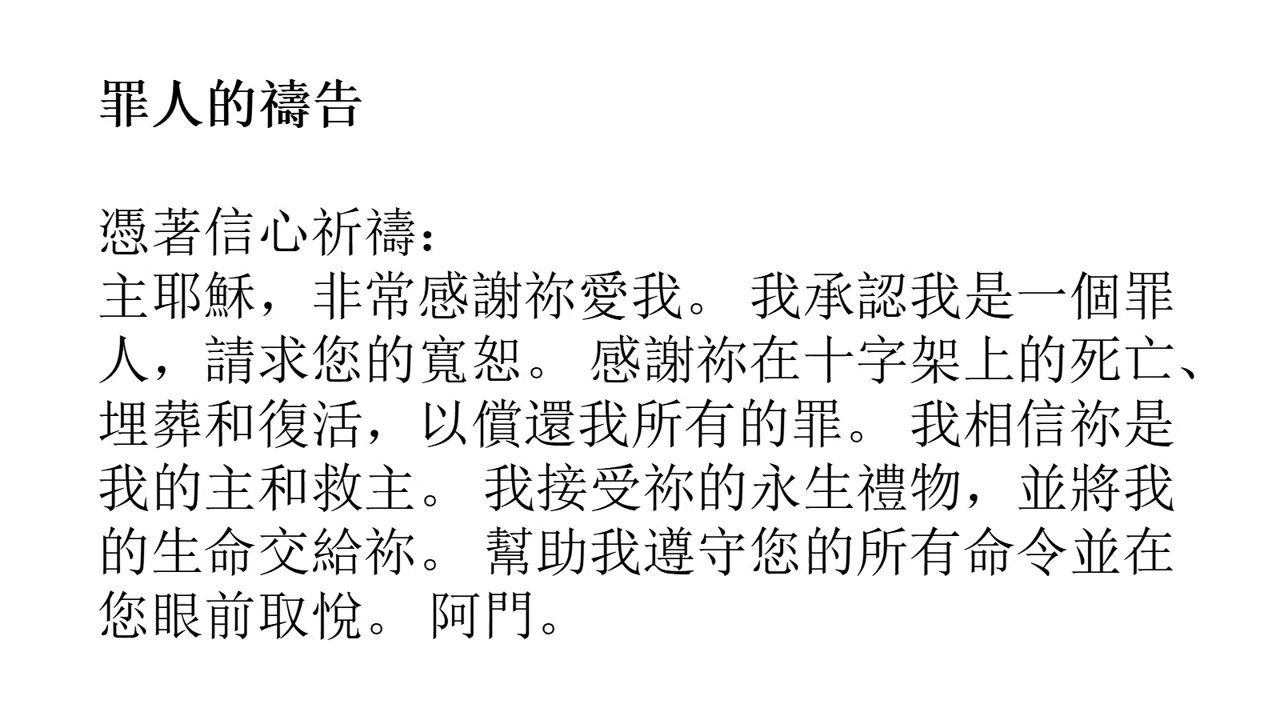 罪人的禱告
憑著信心祈禱:
主耶穌，非常感謝祢愛我。 我承認我是一個罪
人，請求您的寬恕。 感謝祢在十字架上的死亡、
埋葬和復活，以償還我所有的罪。 我相信祢是
我的主和救主。 我接受祢的永生禮物，並將我
的生命交給祢。 幫助我遵守您的所有命令並在
您眼前取悅。 阿門。